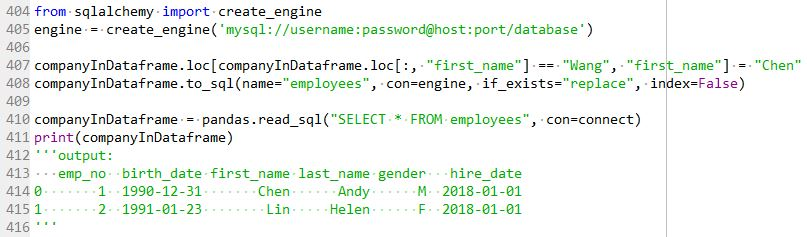 404 from sqlalchemy import create_engine
405 engine = create_engine('mysql://username:password@host:port/database')
406
407 companyInDataframe.loc[companyInDataframe.loc[:, "first_name"] == "Wang", "first_name"] = "Chen"
408 companyInDataframe.to_sql(name="employees", con=engine, if_exists="replace", index=False)
409
410 companyInDataframe = pandas.read_sql("SELECT * FROM employees", con=connect)
411 print(companyInDataframe)
412 '''output:
413    emp_no  birth_date first_name last_name gender   hire_date
414 0       1  1990-12-31       Chen      Andy      M  2018-01-01
415 1       2  1991-01-23        Lin     Helen      F  2018-01-01
416 '''